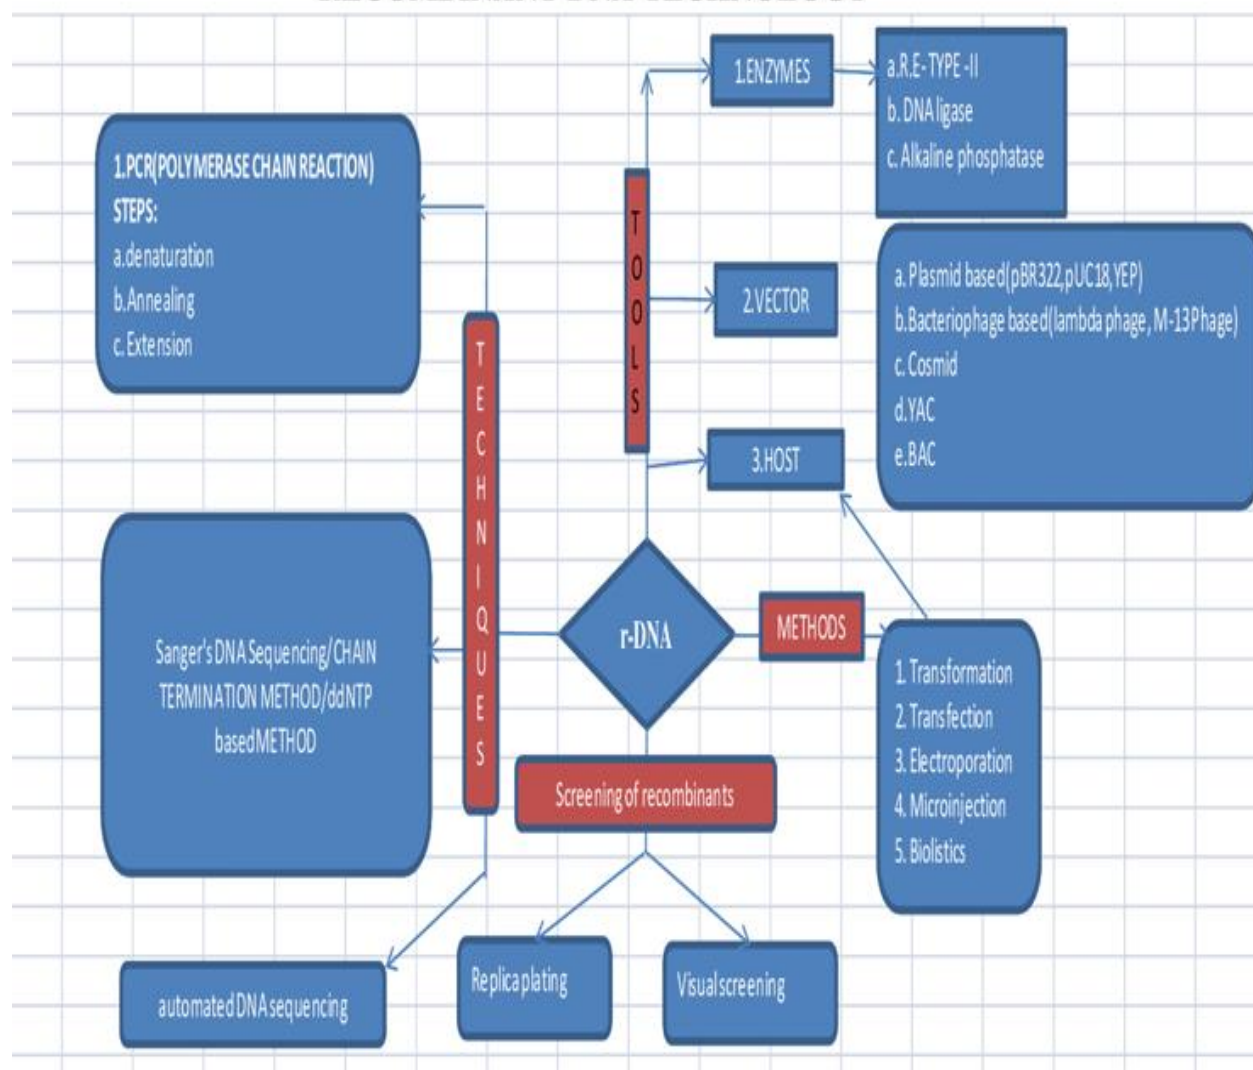 1.ENZYMES
a.R.E- TYPE -II
b. DNA ligase
c. Alkaline phosphatase
1.PCR(POLYMERASE CHAIN REACTION)
STEPS:
a.denaturation
b.Annealing
c. Extension
TOOLS
2.VECTOR
a. Plasmid based(pBR322,pUC18,YEP)
b.Bacteriophage based(lambda phage, M-13Phage)
c. Cosmid
d.YAC
e.BAC
3.HOST
TECHNIQUES
Sanger's DNA Sequencing/CHAIN
TERMINATION METHOD/ddNTP
based METHOD
r-DNA
METHODS
1. Transformation
2. Transfection
3. Electroporation
4. Microinjection
5. Biolistics
Screening of recombinants
Replica plating
Visual screening
automated DNA sequencing